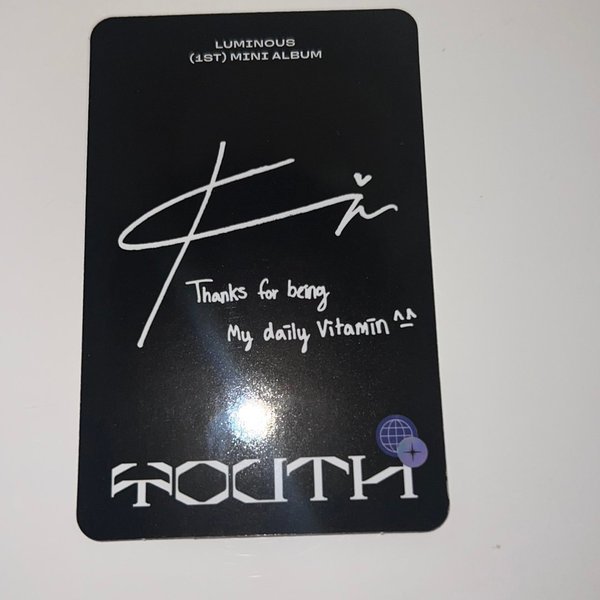 LUMINOUS
(1ST) MINI ALBUM
Thanks for being
My daily Vitamin ^^
YOUTH